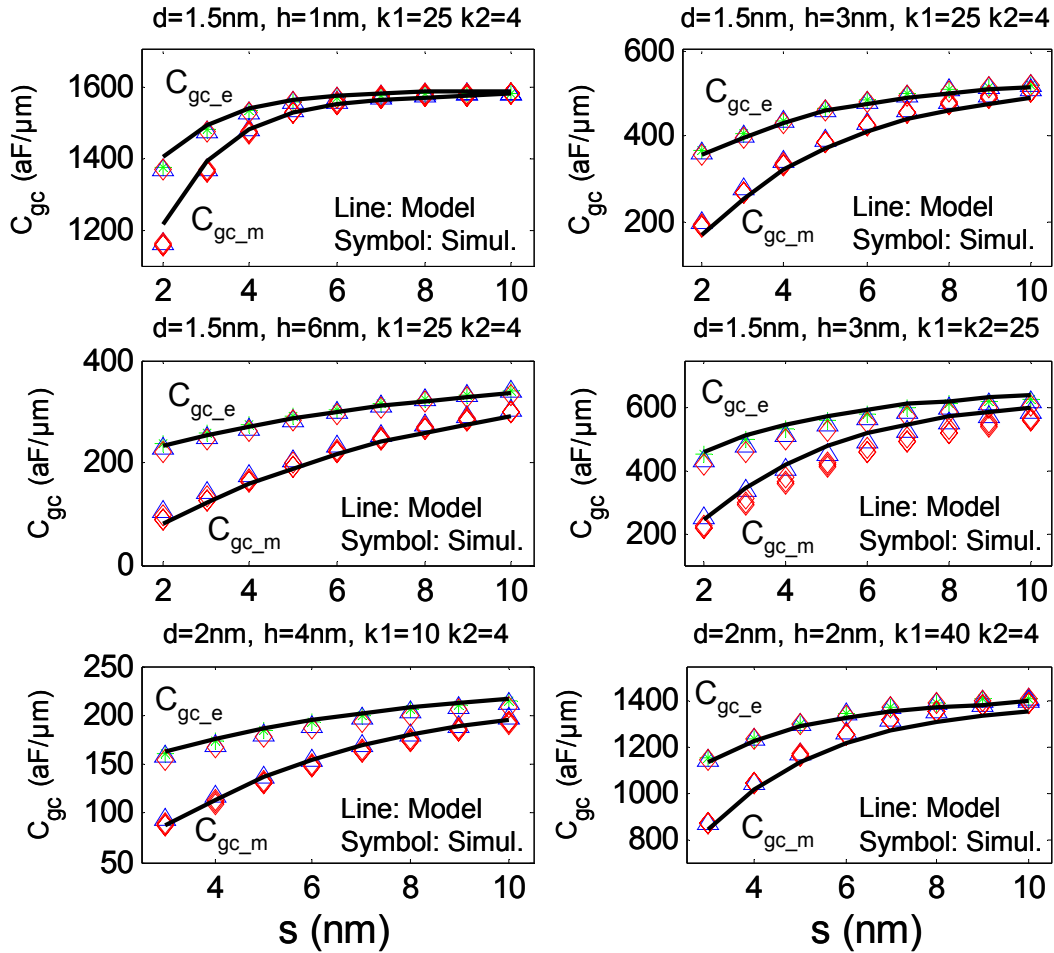 d=1.5nm, h=1nm, k1=25 k2=4
C_gc (aF/μm)
1600
1400
1200
C_gc_e
C_gc_m
Line: Model
Symbol: Simul.
2 4 6 8 10
d=1.5nm, h=3nm, k1=25 k2=4
C_gc (aF/μm)
600
400
200
C_gc_e
C_gc_m
Line: Model
Symbol: Simul.
2 4 6 8 10
d=1.5nm, h=6nm, k1=25 k2=4
C_gc (aF/μm)
400
200
0
C_gc_e
C_gc_m
Line: Model
Symbol: Simul.
2 4 6 8 10
d=1.5nm, h=3nm, k1=k2=25
C_gc (aF/μm)
600
400
200
C_gc_e
C_gc_m
Line: Model
Symbol: Simul.
2 4 6 8 10
d=2nm, h=4nm, k1=10 k2=4
C_gc (aF/μm)
250
200
150
100
50
C_gc_e
C_gc_m
Line: Model
Symbol: Simul.
4 6 8 10
s (nm)
d=2nm, h=2nm, k1=40 k2=4
C_gc (aF/μm)
1400
1200
1000
800
C_gc_e
C_gc_m
Line: Model
Symbol: Simul.
4 6 8 10
s (nm)